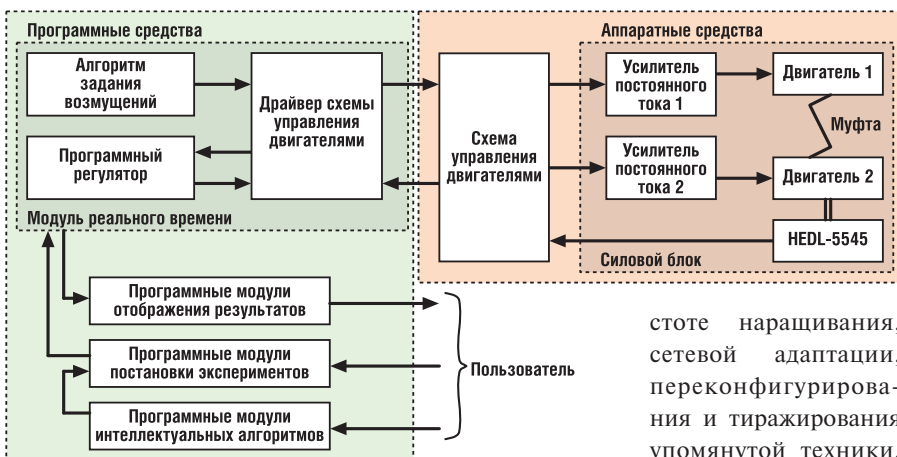 Программные средства
Алгоритм
задания
возмущений
Программный
регулятор
Драйвер схемы
управления
двигателями
Модуль реального времени
Программные модули
отображения результатов
Программные модули
постановки экспериментов
Программные модули
интеллектуальных алгоритмов
Пользователь
Аппаратные средства
Схема
управления
двигателями
Усилитель
постоянного
тока 1
Усилитель
постоянного
тока 2
Двигатель 1
Муфта
Двигатель 2
HEDL-5545
Силовой блок
стоте наращивания,
сетевой адаптации,
переконфигурирова-
ния и тиражирования
упомянутой техники.